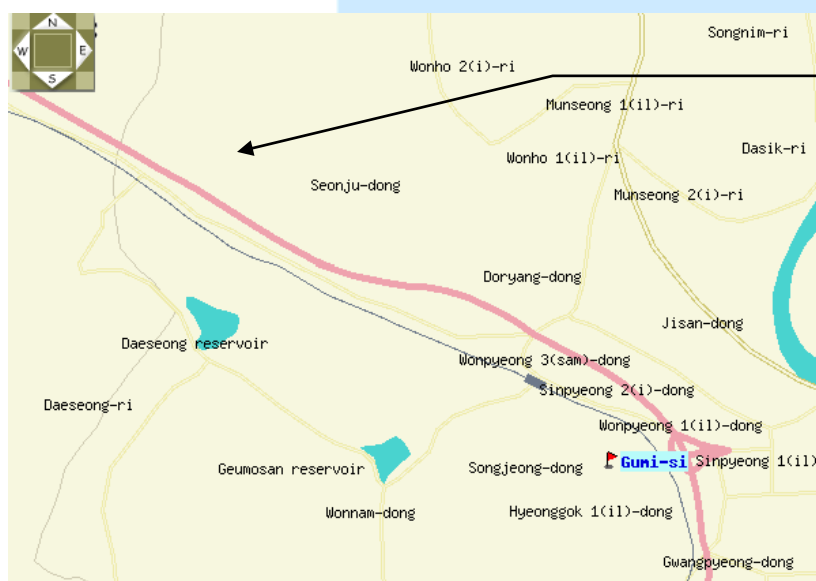 N
W E
S
Songnim-ri
Wonho 2(i)-ri
Munseong 1(il)-ri
Dasik-ri
Wonho 1(il)-ri
Seonju-dong
Munseong 2(i)-ri
Doryang-dong
Jisan-dong
Daeseong reservoir
Wonpyeong 3(sam)-dong
Sinpyeong 2(i)-dong
Daeseong-ri
Wonpyeong 1(il)-dong
Geumosan reservoir
Songjeong-dong
Gumi-si
Sinpyeong 1(il)
Wonnam-dong
Hyeonggok 1(il)-dong
Gwangpyeong-dong